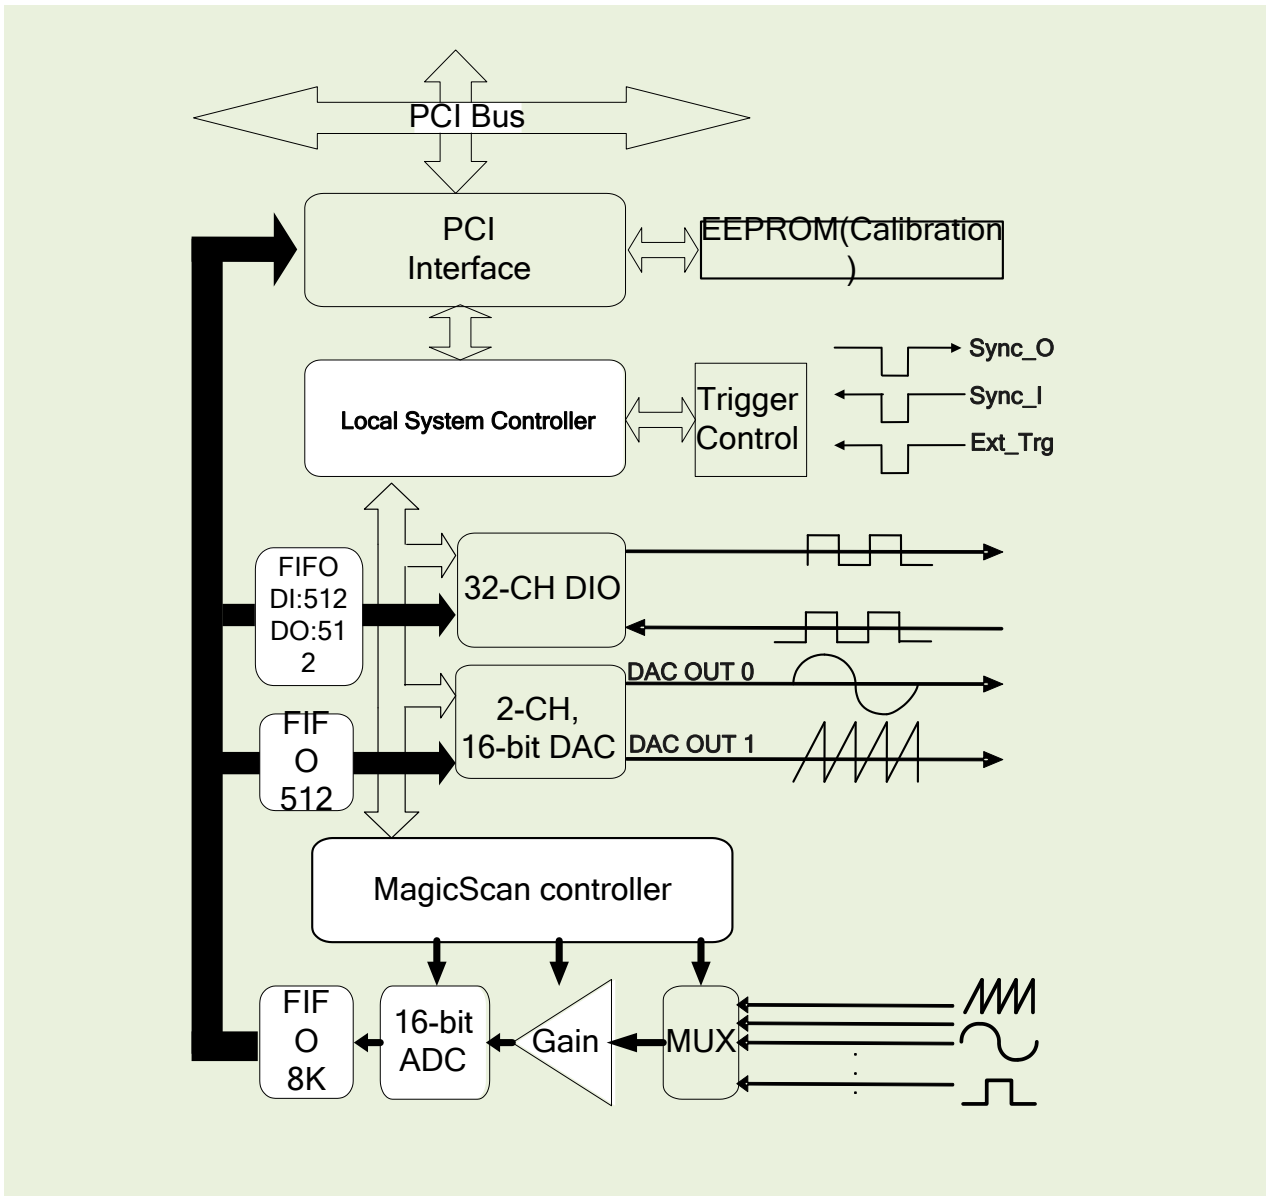 PCI Bus
PCI
Interface
EEPROM(Calibration
)
Local System Controller
Trigger
Control
Sync_O
Sync_I
Ext_Trg
FIFO
DI:512
DO:51
2
32-CH DIO
FIF
O
512
2-CH,
16-bit DAC
DAC OUT 0
DAC OUT 1
MagicScan controller
FIF
O
8K
16-bit
ADC
Gain
MUX